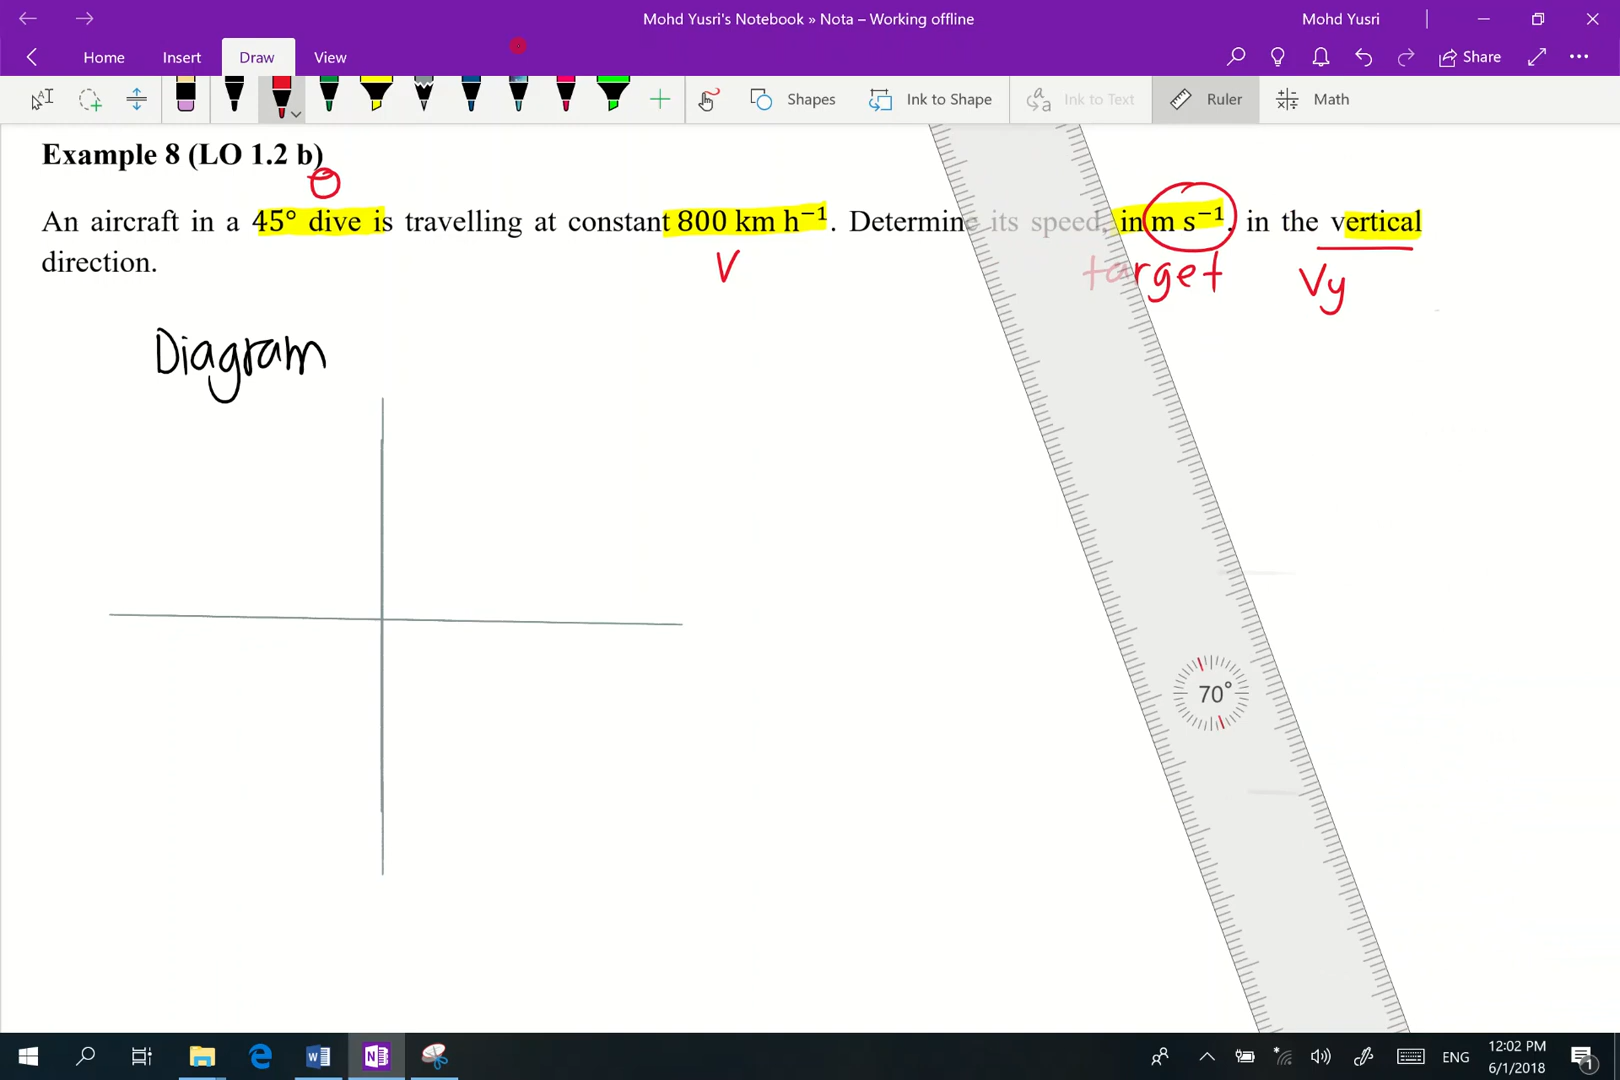 Mohd Yusri's Notebook » Nota – Working offline
Mohd Yusri
Home Insert Draw View
Share
Shapes Ink to Shape Ink to Text Ruler Math
Example 8 (LO 1.2 b)
θ
An aircraft in a 45° dive is travelling at constant 800 km h⁻¹. Determine its speed, in m s⁻¹, in the vertical
direction.
V target Vy
Diagram
70°
ENG
12:02 PM
6/1/2018
1